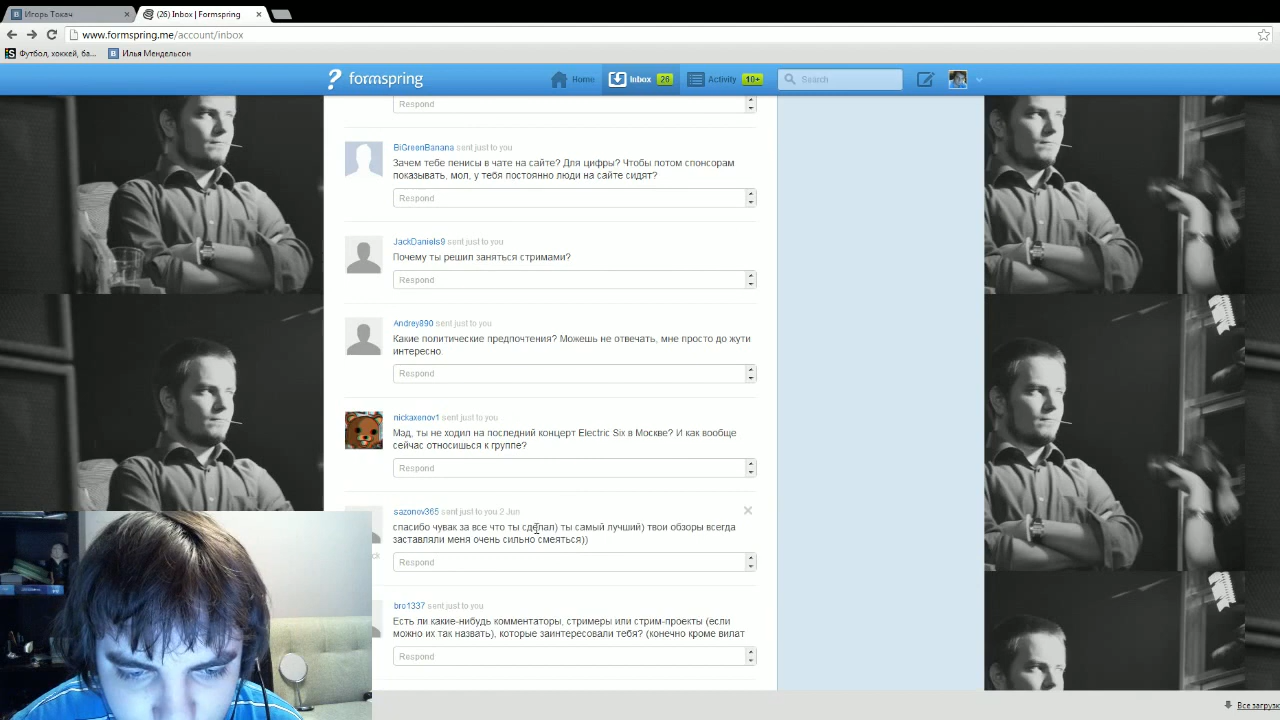 Игорь Токач
(26) Inbox | Formspring
www.formspring.me/account/inbox
Футбол, хоккей, ба...
Илья Мендельсон
formspring
Home
Inbox
26
Activity
10+
Search
Respond
BiGreenBanana sent just to you
Зачем тебе пенисы в чате на сайте? Для цифры? Чтобы потом спонсорам
показывать, мол, у тебя постоянно люди на сайте сидят?
Respond
JackDaniels9 sent just to you
Почему ты решил заняться стримами?
Respond
Andrey890 sent just to you
Какие политические предпочтения? Можешь не отвечать, мне просто до жути
интересно.
Respond
nickaxenov1 sent just to you
Мэд, ты не ходил на последний концерт Electric Six в Москве? И как вообще
сейчас относишься к группе?
Respond
sazonov365 sent just to you 2 Jun
спасибо чувак за все что ты сделал) ты самый лучший) твои обзоры всегда
заставляли меня очень сильно смеяться))
Respond
bro1337 sent just to you
Есть ли какие-нибудь комментаторы, стримеры или стрим-проекты (если
можно их так назвать), которые заинтересовали тебя? (конечно кроме вилат
Respond
Все загрузк